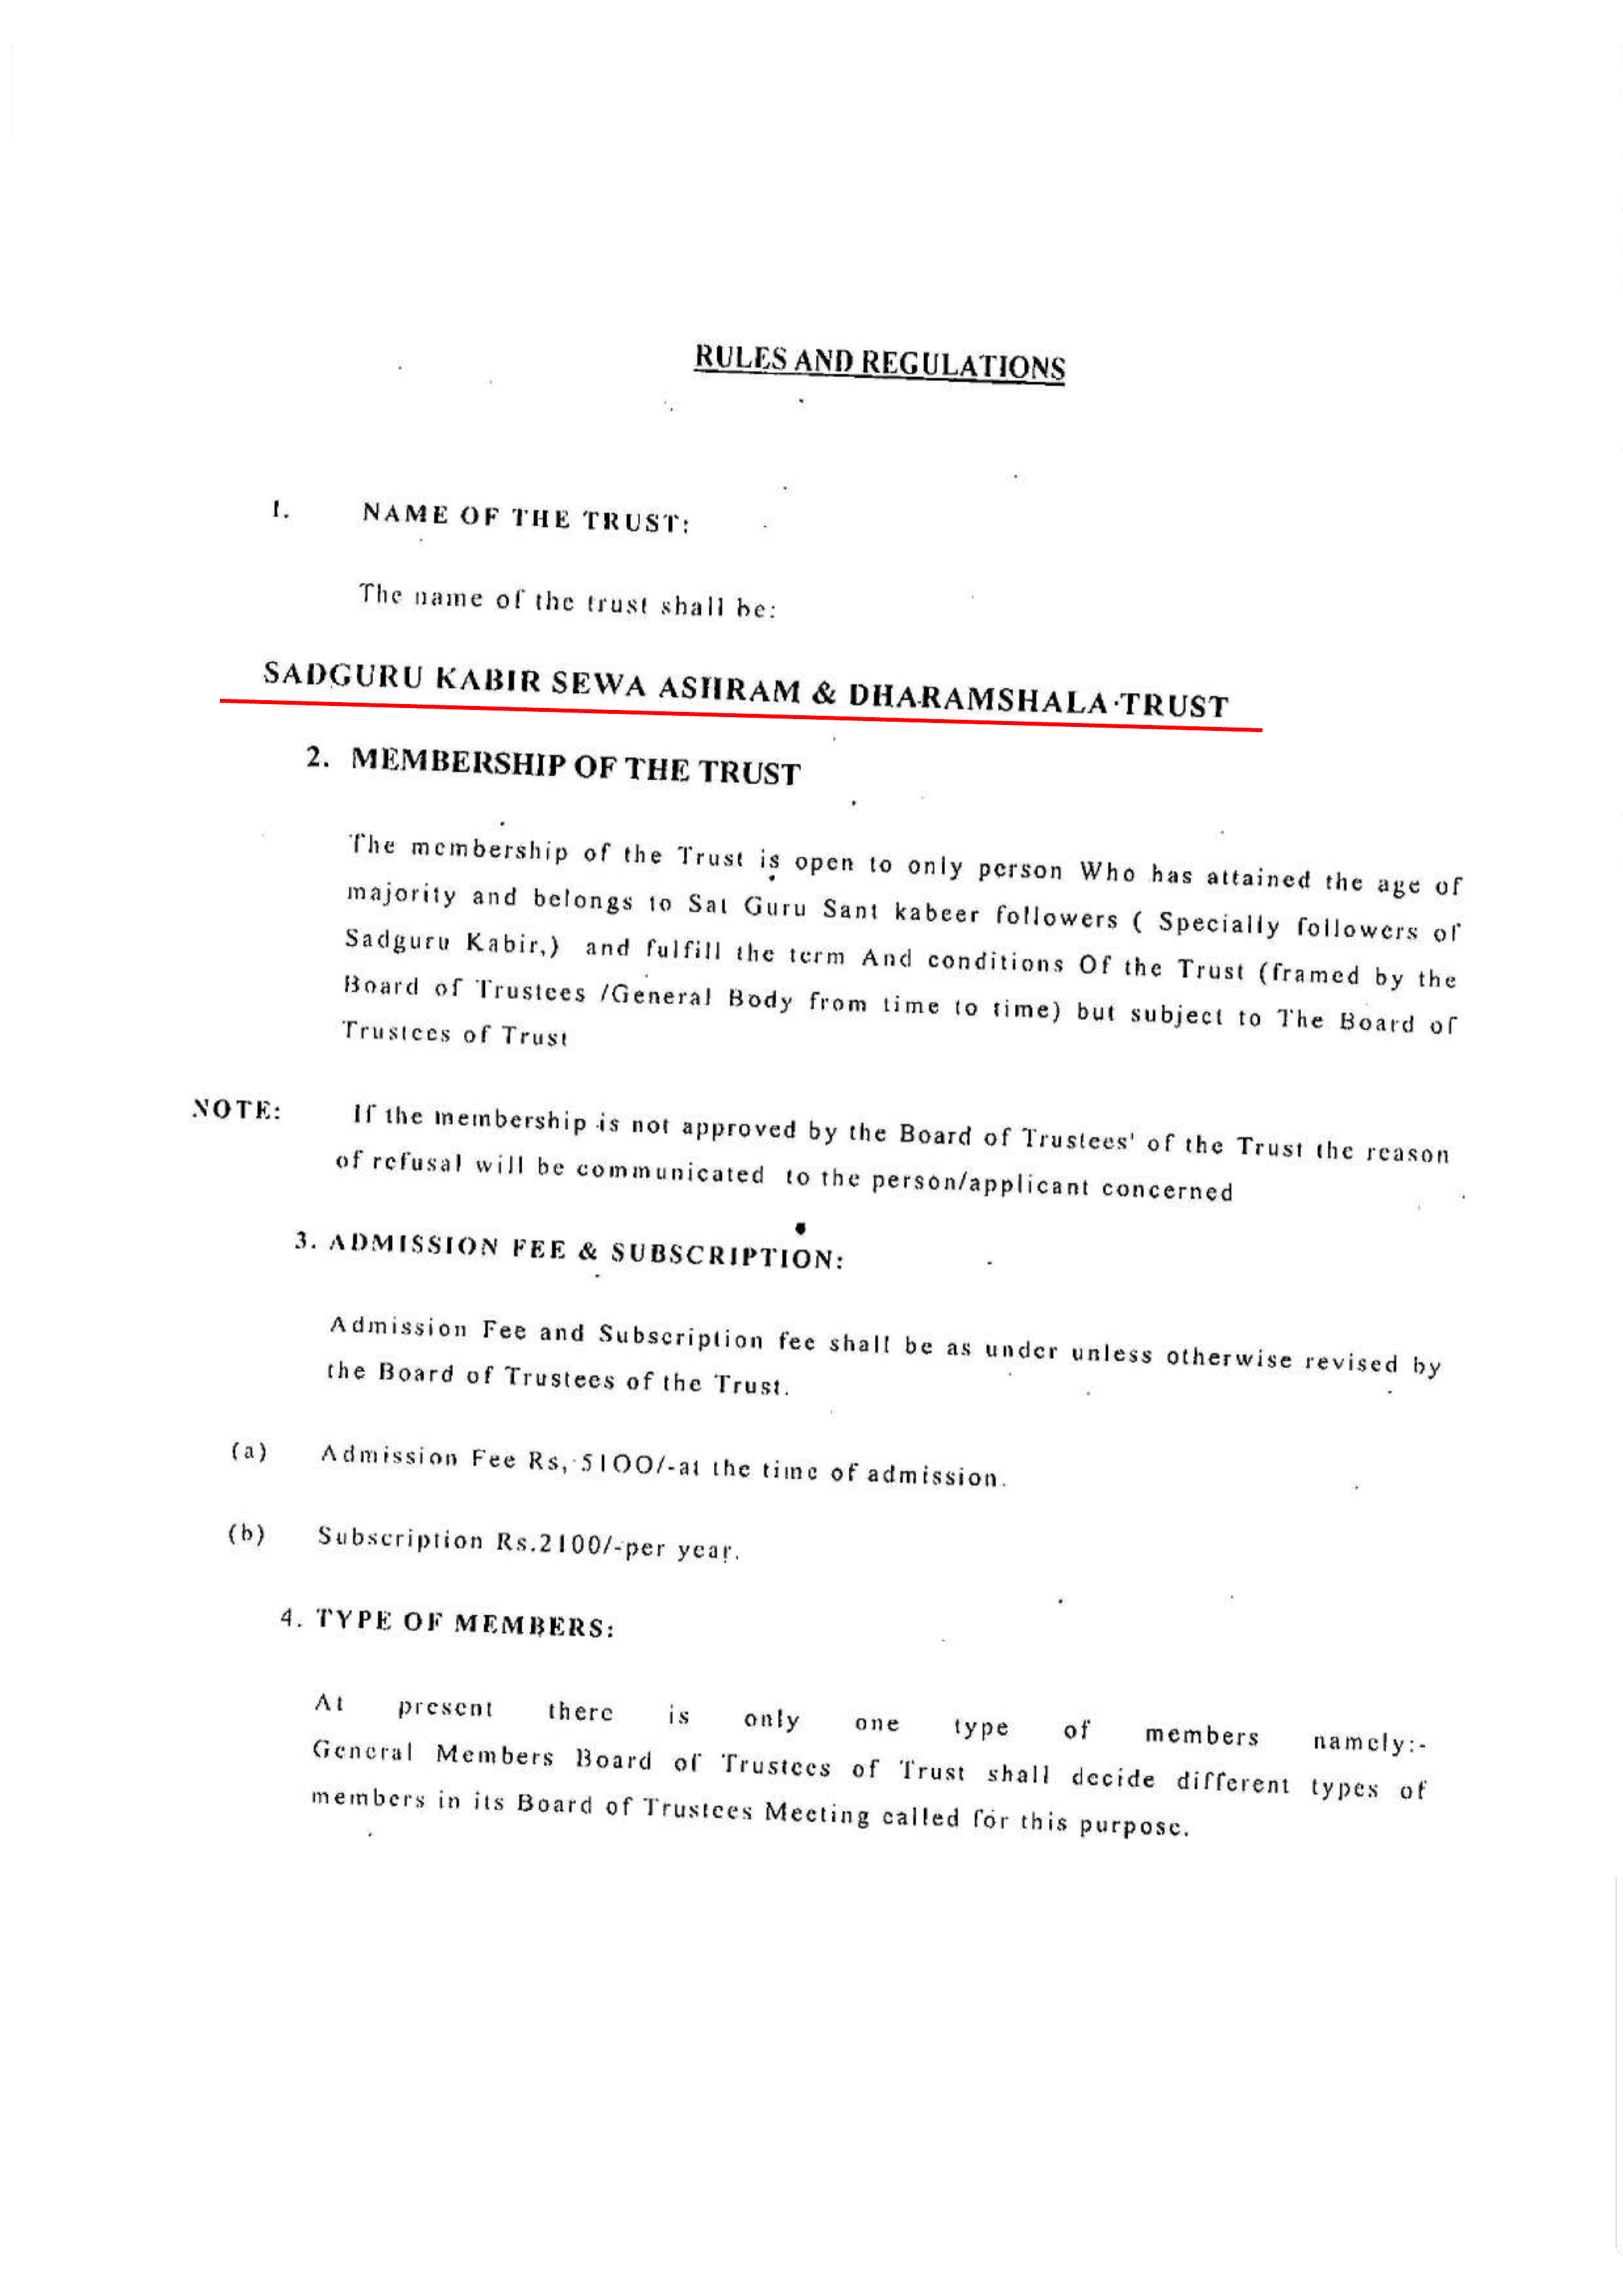 RULES AND REGULATIONS
1. NAME OF THE TRUST:
The name of the trust shall be:
SADGURU KABIR SEWA ASHRAM & DHARAMSHALA TRUST
2. MEMBERSHIP OF THE TRUST
The membership of the Trust is open to only person Who has attained the age of
majority and belongs to Sat Guru Sant kabeer followers ( Specially followers of
Sadguru Kabir,) and fulfill the term And conditions Of the Trust (framed by the
Board of Trustees /General Body from time to time) but subject to The Board of
Trustees of Trust
NOTE: If the membership is not approved by the Board of Trustees' of the Trust the reason
of refusal will be communicated to the person/applicant concerned
3. ADMISSION FEE & SUBSCRIPTION:
Admission Fee and Subscription fee shall be as under unless otherwise revised by
the Board of Trustees of the Trust.
(a) Admission Fee Rs, 5100/-at the time of admission.
(b) Subscription Rs.2100/-per year.
4. TYPE OF MEMBERS:
At present there is only one type of members namely:-
General Members Board of Trustees of Trust shall decide different types of
members in its Board of Trustees Meeting called for this purpose.